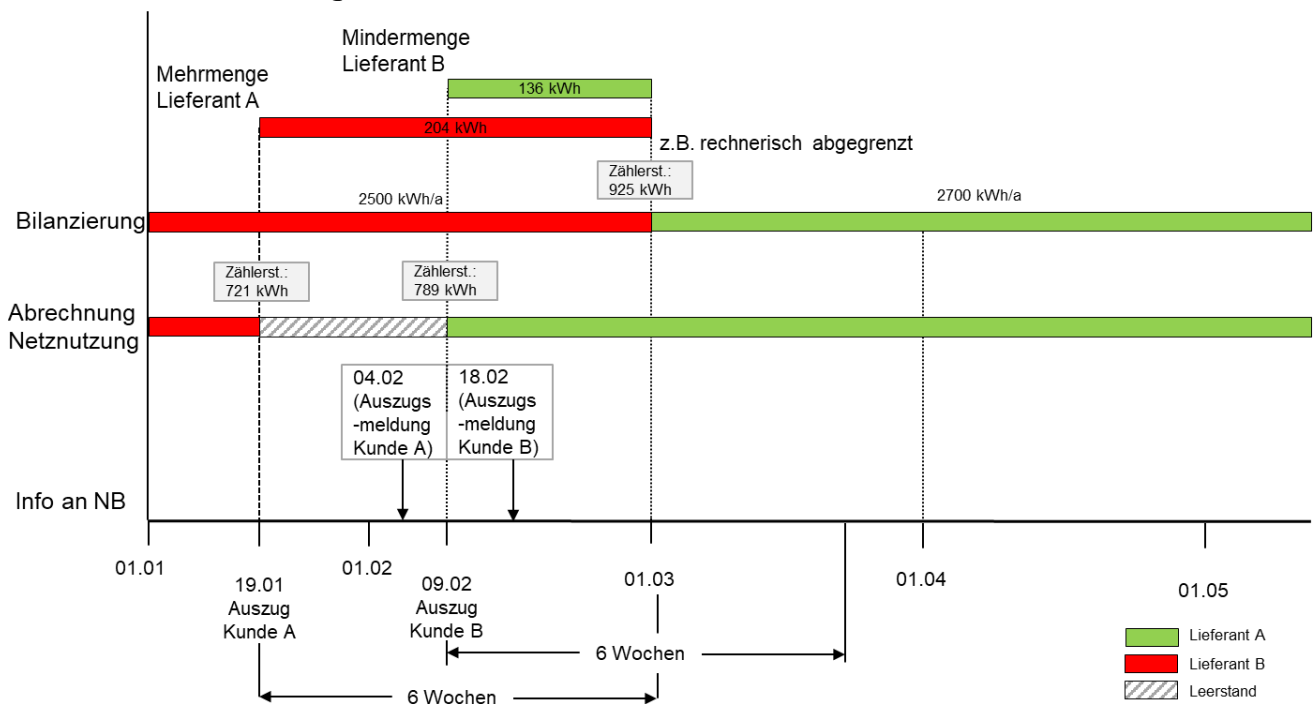 Mindermenge
Lieferant B
Mehrmenge
Lieferant A
136 kWh
204 kWh
z.B. rechnerisch abgegrenzt
Zählerst.:
925 kWh
2500 kWh/a
2700 kWh/a
Bilanzierung
Zählerst.:
721 kWh
Zählerst.:
789 kWh
Abrechnung
Netznutzung
04.02
(Auszugs
-meldung
Kunde A)
18.02
(Auszugs
-meldung
Kunde B)
Info an NB
01.01
19.01
Auszug
Kunde A
01.02
09.02
Auszug
Kunde B
01.03
01.04
01.05
6 Wochen
6 Wochen
Lieferant A
Lieferant B
Leerstand